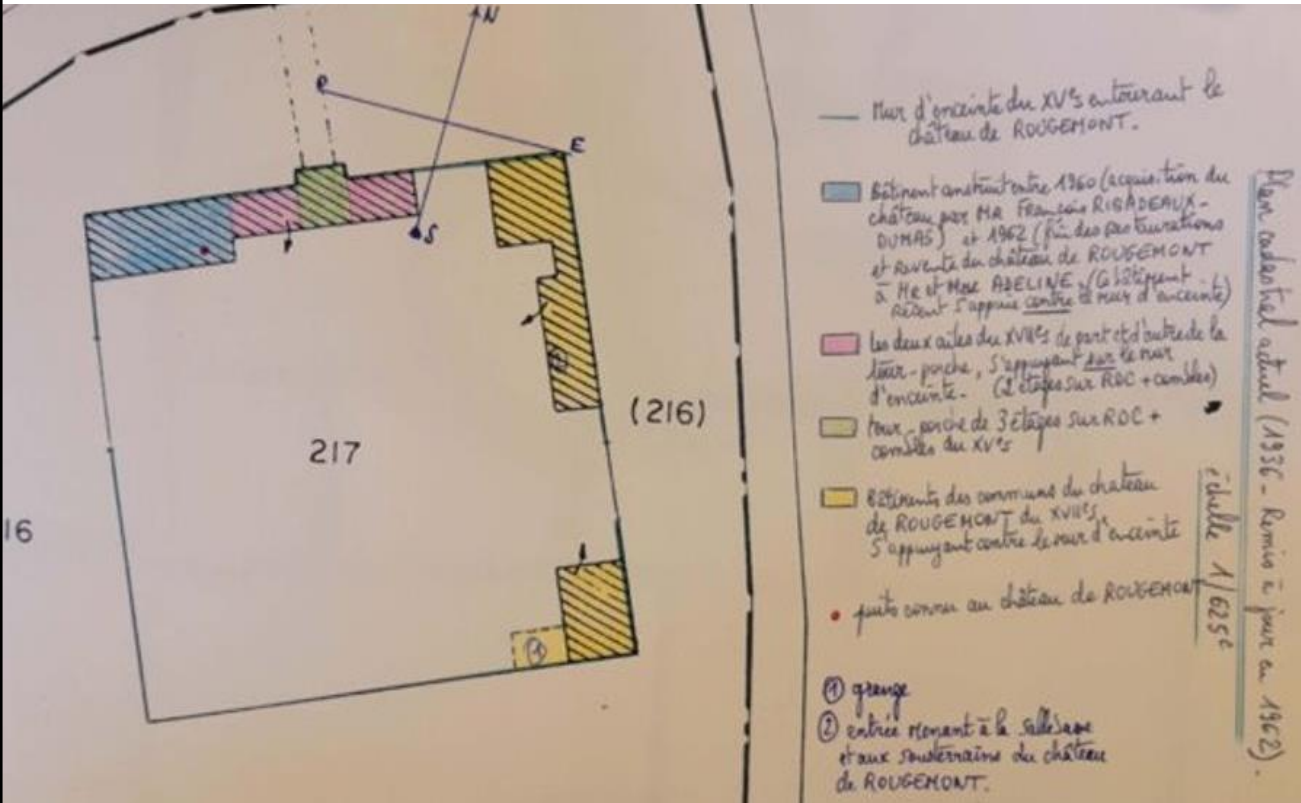 N
O
E
S
217
(216)
16
②
①
Mur d'enceinte du XVes entourant le
château de ROUGEMONT.
Bâtiment construit entre 1960 (acquisition du
château par MR François RIBADEAUX-
DUMAS) et 1962 (fin des restaurations
et revente du château de ROUGEMONT
à Mr et Mme ADELINE. (Ce bâtiment
récent s'appuie contre le mur d'enceinte)
les deux ailes du XVIIes de part et d'autre de la
tour-porche, s'appuyant sur le mur
d'enceinte. (2 étages sur RDC + combles)
tour-porche de 3 étages sur RDC +
combles du XVes
Bâtiments des communs du château
de ROUGEMONT du XVIIes
s'appuyant contre le mur d'enceinte
puits connu au château de ROUGEMONT
① grange
② entrée menant à la salle
et aux souterrains du château
de ROUGEMONT.
Plan cadastral actuel (1936 - Remis à jour en 1962).
échelle 1/625è